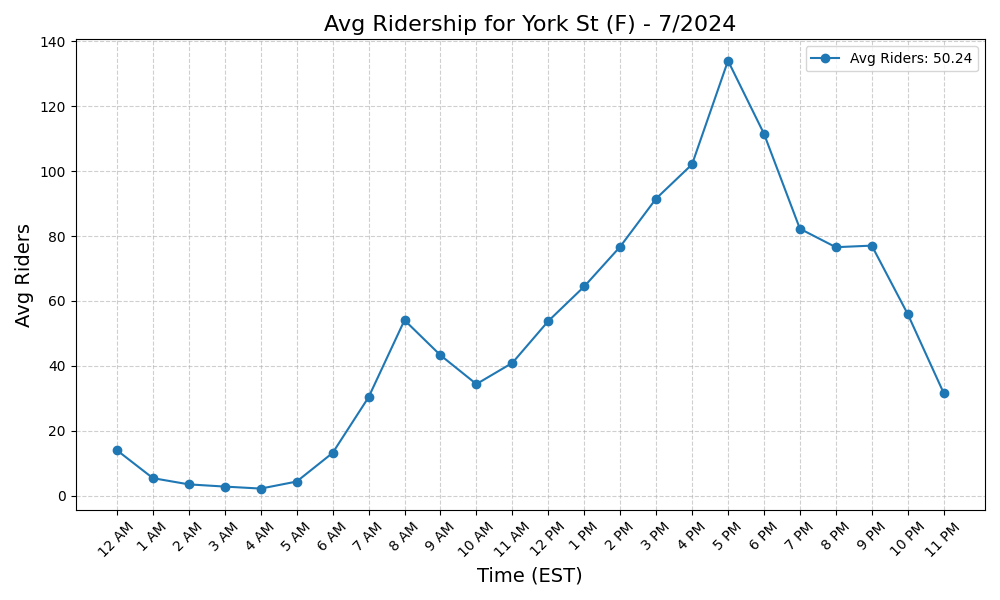 Avg Ridership for York St (F) - 7/2024
Avg Riders: 50.24
140
120
100
80
60
40
20
0
Avg Riders
12 AM
1 AM
2 AM
3 AM
4 AM
5 AM
6 AM
7 AM
8 AM
9 AM
10 AM
11 AM
12 PM
1 PM
2 PM
3 PM
4 PM
5 PM
6 PM
7 PM
8 PM
9 PM
10 PM
11 PM
Time (EST)